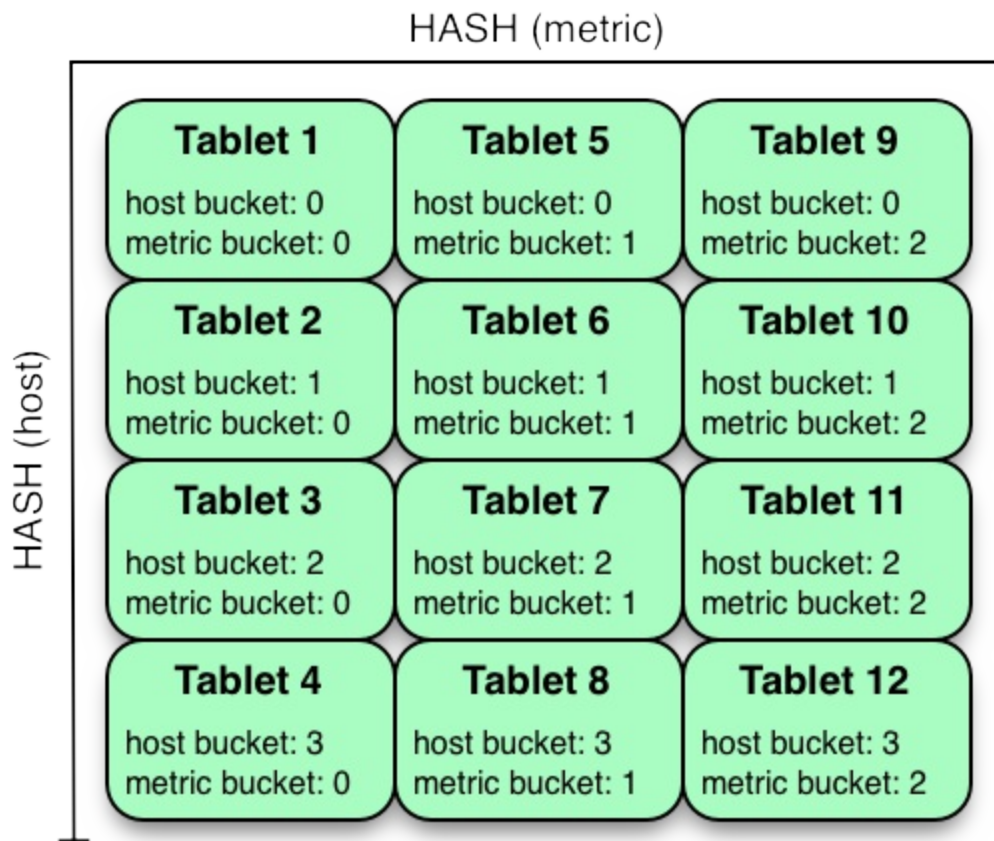 HASH (metric)
HASH (host)
Tablet 1
host bucket: 0
metric bucket: 0
Tablet 5
host bucket: 0
metric bucket: 1
Tablet 9
host bucket: 0
metric bucket: 2
Tablet 2
host bucket: 1
metric bucket: 0
Tablet 6
host bucket: 1
metric bucket: 1
Tablet 10
host bucket: 1
metric bucket: 2
Tablet 3
host bucket: 2
metric bucket: 0
Tablet 7
host bucket: 2
metric bucket: 1
Tablet 11
host bucket: 2
metric bucket: 2
Tablet 4
host bucket: 3
metric bucket: 0
Tablet 8
host bucket: 3
metric bucket: 1
Tablet 12
host bucket: 3
metric bucket: 2